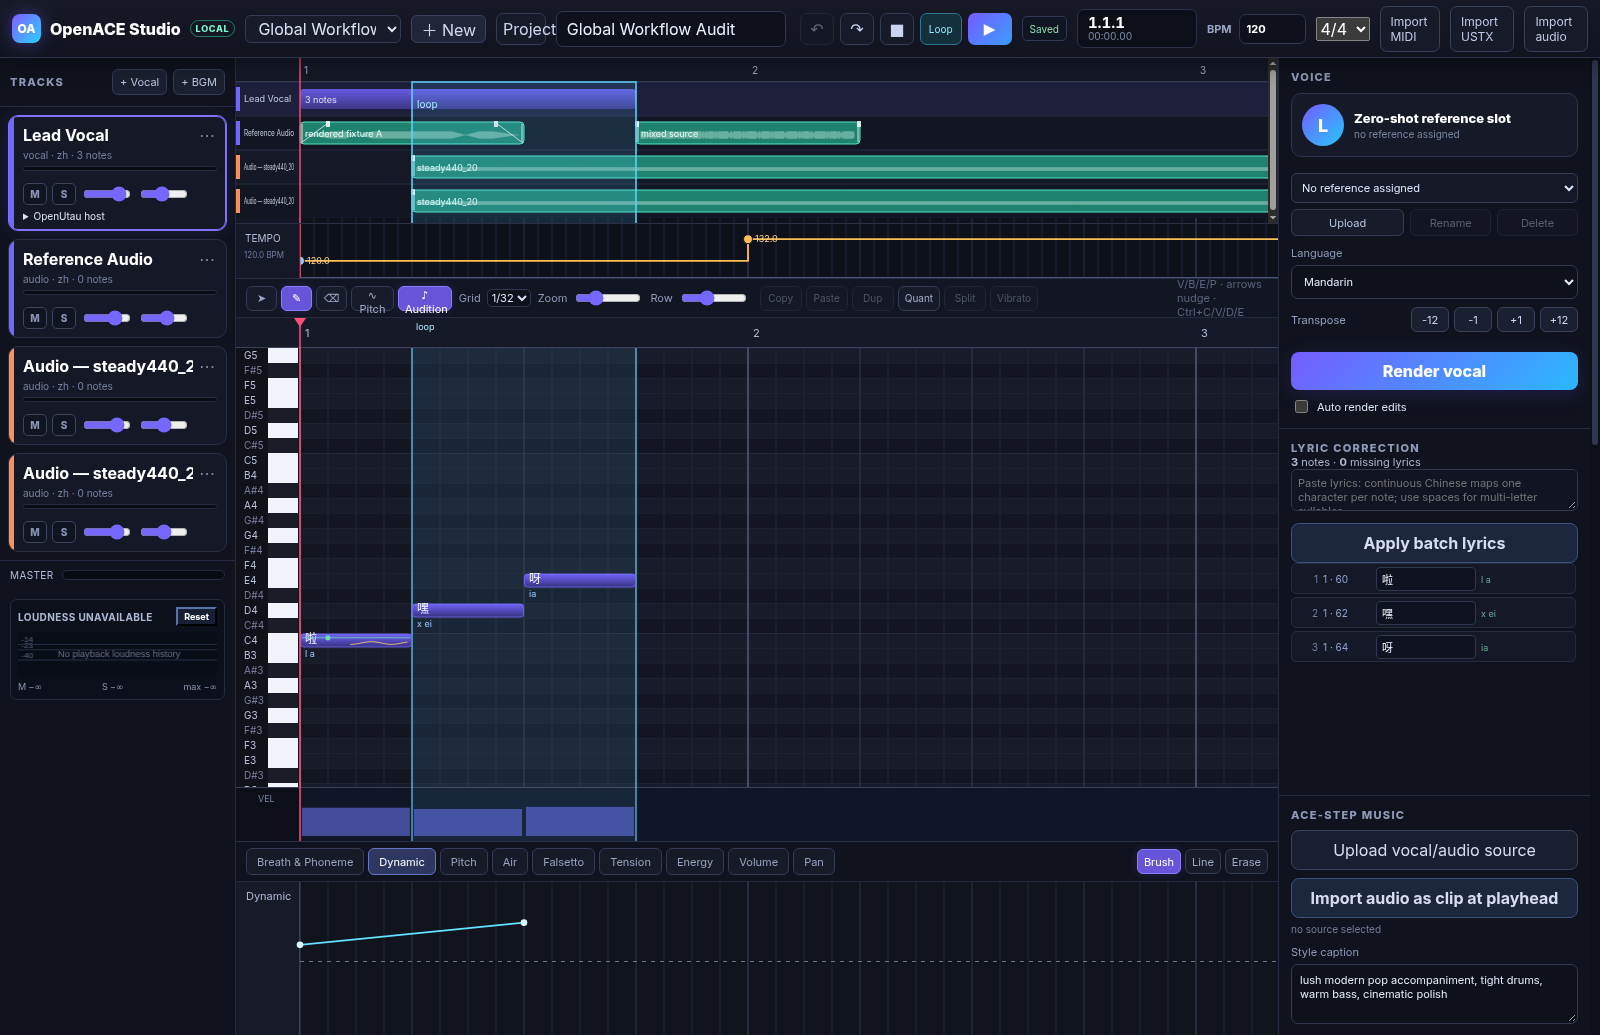 OA OpenACE Studio LOCAL Global Workflow + New Project Global Workflow Audit Loop Saved 1.1.1 00:00.00 BPM 120 4/4 Import MIDI Import USTX Import audio
TRACKS + Vocal + BGM
Lead Vocal ...
vocal · zh · 3 notes
M S
OpenUtau host
Reference Audio ...
audio · zh · 0 notes
M S
Audio — steady440_2 ...
audio · zh · 0 notes
M S
Audio — steady440_2 ...
audio · zh · 0 notes
M S
MASTER
LOUDNESS UNAVAILABLE Reset
-14
-23
-40
No playback loudness history
M −∞ S −∞ max −∞
1 2 3
Lead Vocal 3 notes loop
Reference Audio rendered fixture A mixed source
Audio — steady440_20 steady440_20
Audio — steady440_20 steady440_20
TEMPO
120.0 BPM
120.0 132.0
Pitch Audition Grid 1/32 Zoom Row Copy Paste Dup Quant Split Vibrato
V/B/E/P · arrows
nudge ·
Ctrl+C/V/D/E
loop
1 2 3
G5
F#5
F5
E5
D#5
D5
C#5
C5
B4
A#4
A4
G#4
G4
F#4
F4
E4 呀
D#4 ia
D4 嘿
C#4 x ei
C4 啦
B3 l a
A#3
A3
G#3
G3
F#3
F3
E3
D#3
VEL
Breath & Phoneme Dynamic Pitch Air Falsetto Tension Energy Volume Pan Brush Line Erase
Dynamic
VOICE
L Zero-shot reference slot
no reference assigned
No reference assigned
Upload Rename Delete
Language
Mandarin
Transpose -12 -1 +1 +12
Render vocal
Auto render edits
LYRIC CORRECTION
3 notes · 0 missing lyrics
Paste lyrics: continuous Chinese maps one
character per note; use spaces for multi-letter
syllables
Apply batch lyrics
1 1 · 60 啦 l a
2 1 · 62 嘿 x ei
3 1 · 64 呀 ia
ACE-STEP MUSIC
Upload vocal/audio source
Import audio as clip at playhead
no source selected
Style caption
lush modern pop accompaniment, tight drums,
warm bass, cinematic polish